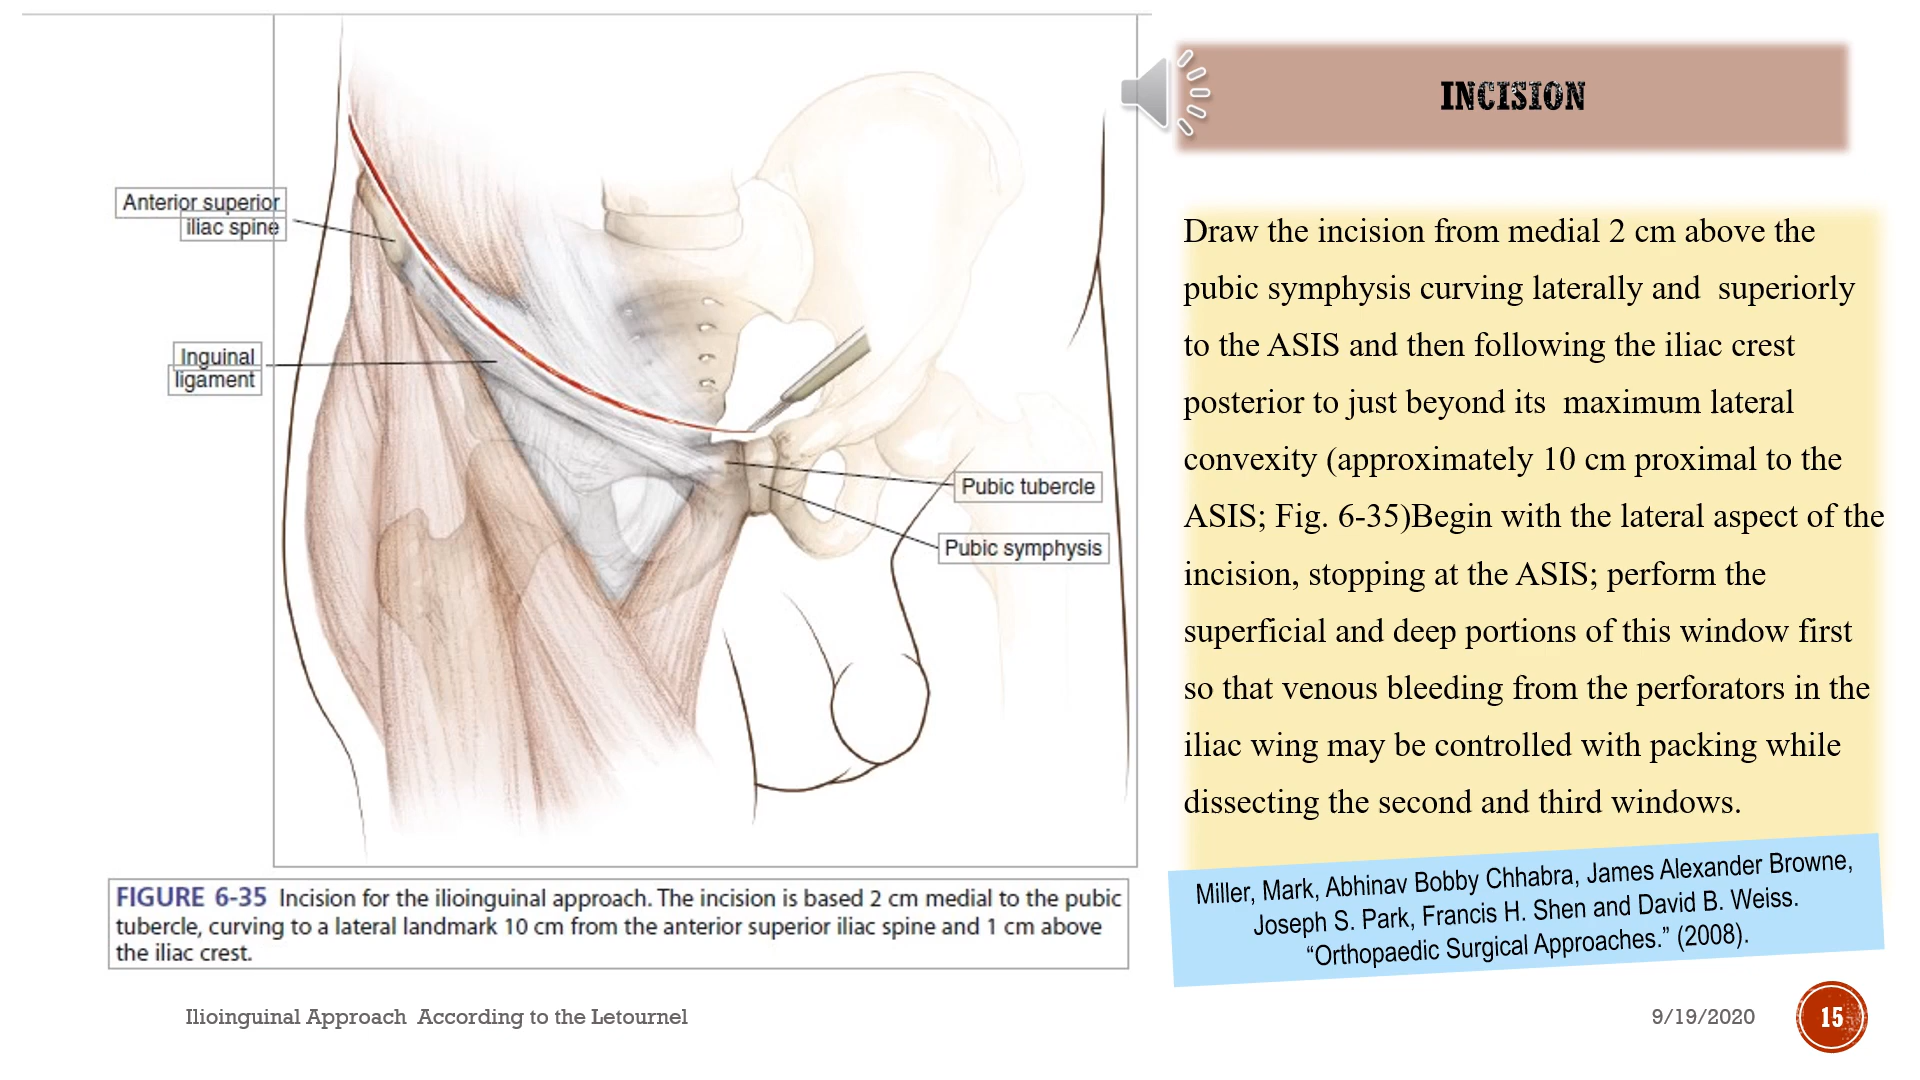 INCISION
Anterior superior
iliac spine
Inguinal
ligament
Pubic tubercle
Pubic symphysis
FIGURE 6-35 Incision for the ilioinguinal approach. The incision is based 2 cm medial to the pubic
tubercle, curving to a lateral landmark 10 cm from the anterior superior iliac spine and 1 cm above
the iliac crest.
Draw the incision from medial 2 cm above the
pubic symphysis curving laterally and  superiorly
to the ASIS and then following the iliac crest
posterior to just beyond its  maximum lateral
convexity (approximately 10 cm proximal to the
ASIS; Fig. 6-35)Begin with the lateral aspect of the
incision, stopping at the ASIS; perform the
superficial and deep portions of this window first
so that venous bleeding from the perforators in the
iliac wing may be controlled with packing while
dissecting the second and third windows.
Miller, Mark, Abhinav Bobby Chhabra, James Alexander Browne,
Joseph S. Park, Francis H. Shen and David B. Weiss.
“Orthopaedic Surgical Approaches.” (2008).
Ilioinguinal Approach  According to the Letournel
9/19/2020
15